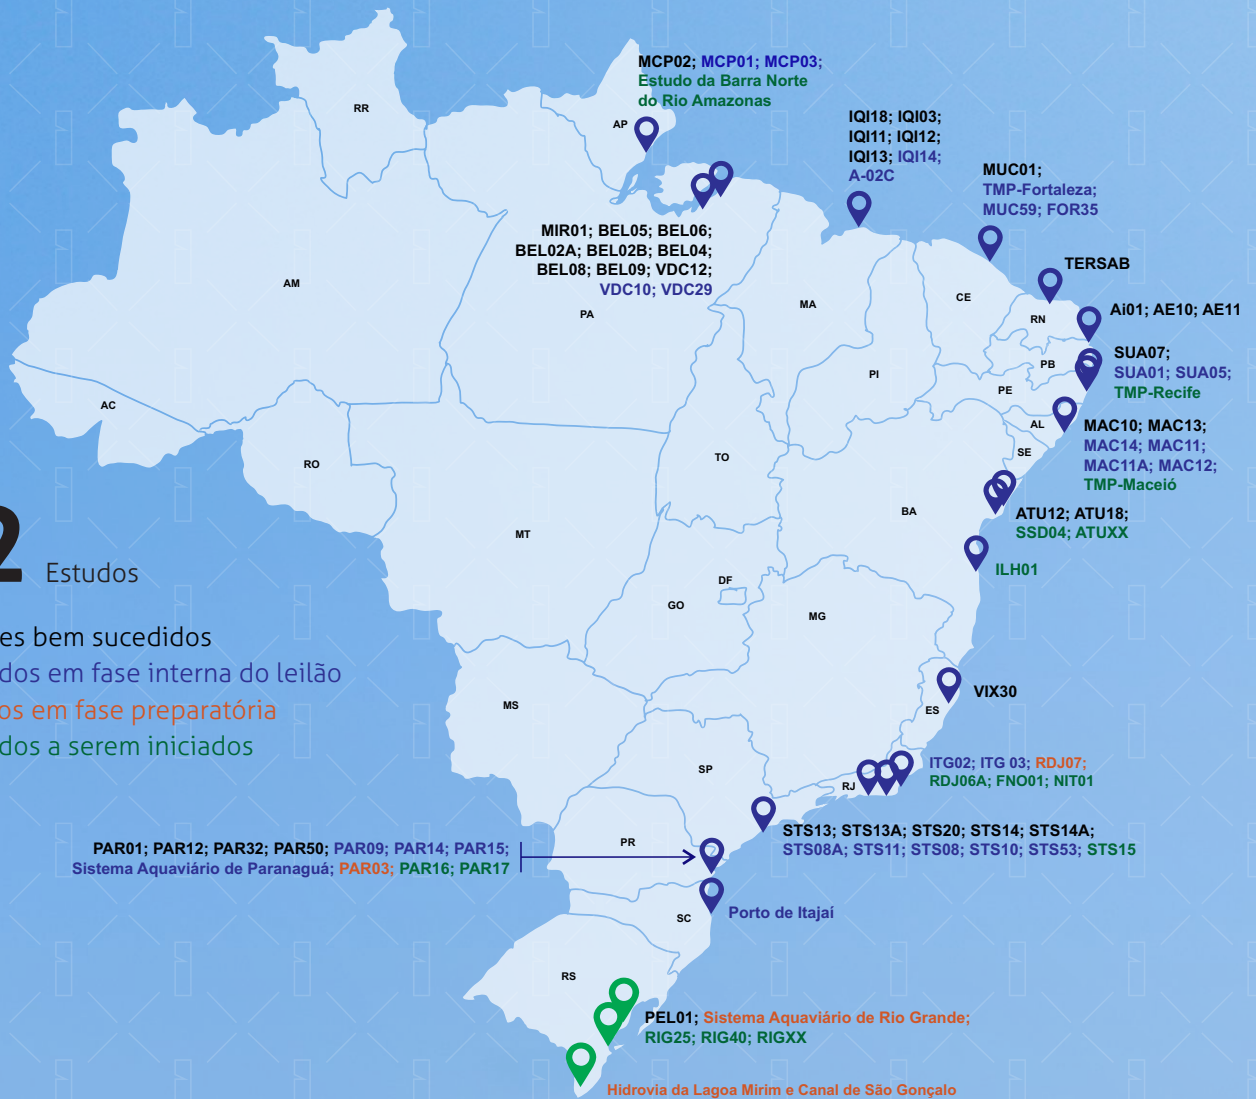 MCP02; MCP01; MCP03;
Estudo da Barra Norte
do Rio Amazonas
RR
AP
IQI18; IQI03;
IQI11; IQI12;
IQI13; IQI14;
A-02C
MUC01;
TMP-Fortaleza;
MUC59; FOR35
MIR01; BEL05; BEL06;
BEL02A; BEL02B; BEL04;
BEL08; BEL09; VDC12;
VDC10; VDC29
TERSAB
AM
PA
MA
CE
RN
Ai01; AE10; AE11
PI
PB
PE
SUA07;
SUA01; SUA05;
TMP-Recife
AC
AL
SE
MAC10; MAC13;
MAC14; MAC11;
MAC11A; MAC12;
TMP-Maceió
RO
TO
BA
ATU12; ATU18;
SSD04; ATUXX
MT
ILH01
2 Estudos
DF
GO
MG
es bem sucedidos
dos em fase interna do leilão
os em fase preparatória
dos a serem iniciados
MS
ES
VIX30
SP
RJ
ITG02; ITG 03; RDJ07;
RDJ06A; FNO01; NIT01
STS13; STS13A; STS20; STS14; STS14A;
STS08A; STS11; STS08; STS10; STS53; STS15
PR
PAR01; PAR12; PAR32; PAR50; PAR09; PAR14; PAR15;
Sistema Aquaviário de Paranaguá; PAR03; PAR16; PAR17
SC
Porto de Itajaí
RS
PEL01; Sistema Aquaviário de Rio Grande;
RIG25; RIG40; RIGXX
Hidrovia da Lagoa Mirim e Canal de São Gonçalo